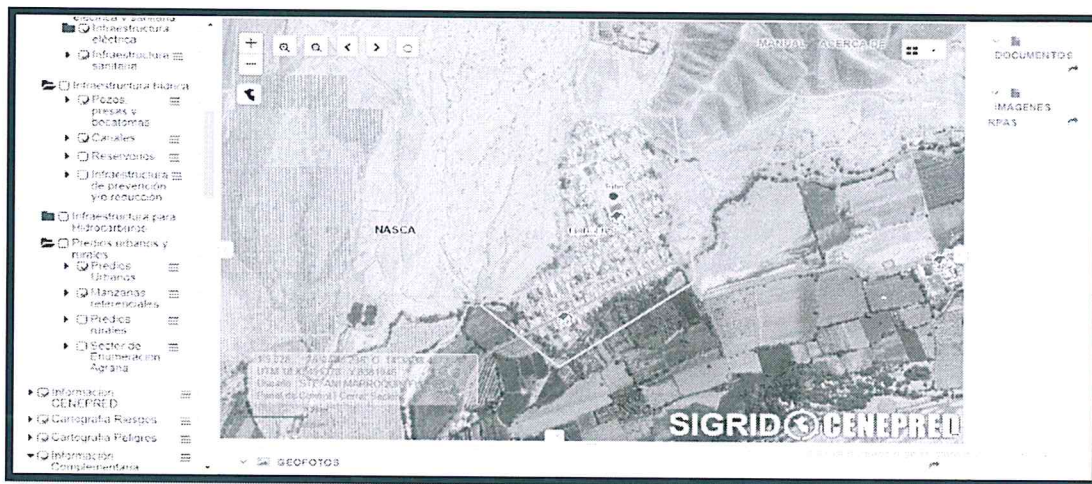 eléctrica y sanitaria
Infraestructura
eléctrica
Infraestructura
sanitaria
Infraestructura hídrica
Pozos,
presas y
bocatomas
Canales
Reservorios
Infraestructura
de prevención
y/o reducción
Infraestructura para
Hidrocarburos
Predios urbanos y
rurales
Predios
Urbanos
Manzanas
referenciales
Predios
rurales
Sector de
Enumeración
Agraria
Información
CENEPRED
Cartografía Riesgos
Cartografía Peligros
Información
Complementaria
MANUAL
ACERCA DE
NASCA
SIGRID CENEPRED
GEOFOTOS
DOCUMENTOS
IMAGENES
RPAS